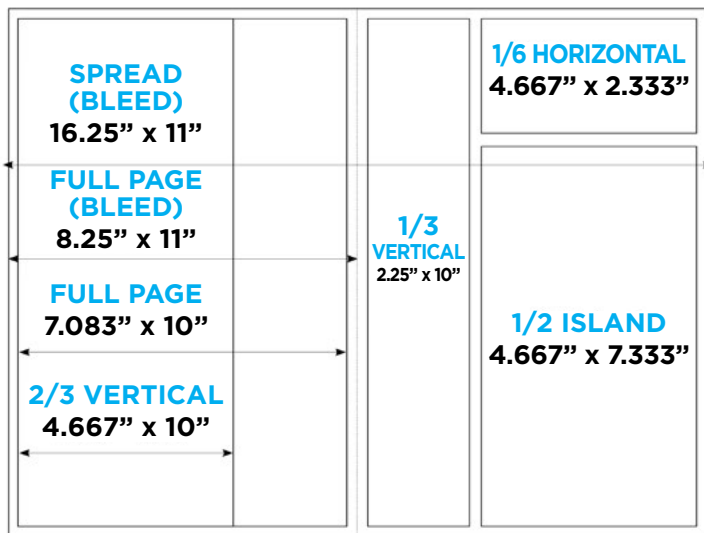 SPREAD
(BLEED)
16.25” x 11”
FULL PAGE
(BLEED)
8.25” x 11”
FULL PAGE
7.083” x 10”
2/3 VERTICAL
4.667” x 10”
1/3
VERTICAL
2.25” x 10”
1/6 HORIZONTAL
4.667” x 2.333”
1/2 ISLAND
4.667” x 7.333”